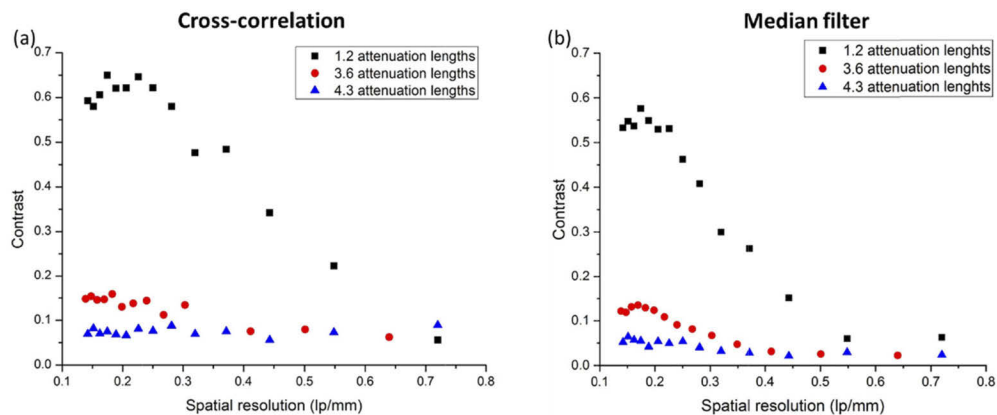 Cross-correlation
(a)
1.2 attenuation lenghts
3.6 attenuation lengths
4.3 attenuation lengths
0.7
0.6
0.5
0.4
0.3
0.2
0.1
0.0
Contrast
0.1 0.2 0.3 0.4 0.5 0.6 0.7 0.8
Spatial resolution (lp/mm)
Median filter
(b)
1.2 attenuation lenghts
3.6 attenuation lenghts
4.3 attenuation lenghts
0.7
0.6
0.5
0.4
0.3
0.2
0.1
0.0
Contrast
0.1 0.2 0.3 0.4 0.5 0.6 0.7 0.8
Spatial resolution (lp/mm)